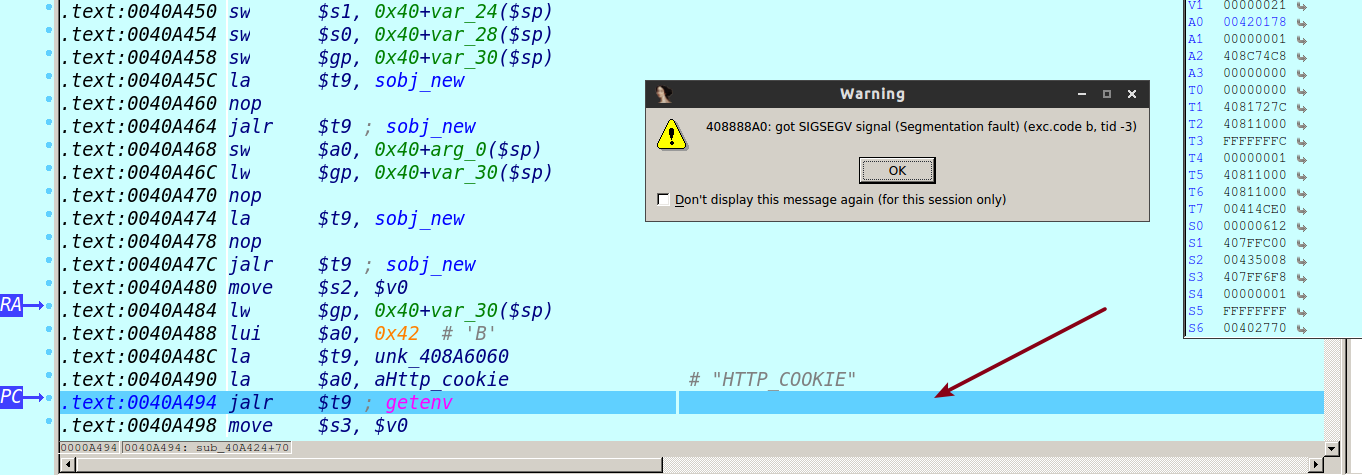 .text:0040A450 sw $s1, 0x40+var_24($sp)
.text:0040A454 sw $s0, 0x40+var_28($sp)
.text:0040A458 sw $gp, 0x40+var_30($sp)
.text:0040A45C la $t9, sobj_new
.text:0040A460 nop
.text:0040A464 jalr $t9 ; sobj_new
.text:0040A468 sw $a0, 0x40+arg_0($sp)
.text:0040A46C lw $gp, 0x40+var_30($sp)
.text:0040A470 nop
.text:0040A474 la $t9, sobj_new
.text:0040A478 nop
.text:0040A47C jalr $t9 ; sobj_new
.text:0040A480 move $s2, $v0
RA .text:0040A484 lw $gp, 0x40+var_30($sp)
.text:0040A488 lui $a0, 0x42 # 'B'
.text:0040A48C la $t9, unk_408A6060
.text:0040A490 la $a0, aHttp_cookie # "HTTP_COOKIE"
PC .text:0040A494 jalr $t9 ; getenv
.text:0040A498 move $s3, $v0
0000A494 0040A494: sub_40A424+70
Warning
408888A0: got SIGSEGV signal (Segmentation fault) (exc.code b, tid -3)
OK
Don't display this message again (for this session only)
V1 00000021
A0 00420178
A1 00000001
A2 408C74C8
A3 00000000
T0 00000000
T1 4081727C
T2 40811000
T3 FFFFFFFC
T4 00000001
T5 40811000
T6 40811000
T7 00414CE0
S0 00000612
S1 407FFC00
S2 00435008
S3 407FF6F8
S4 00000001
S5 FFFFFFFF
S6 00402770